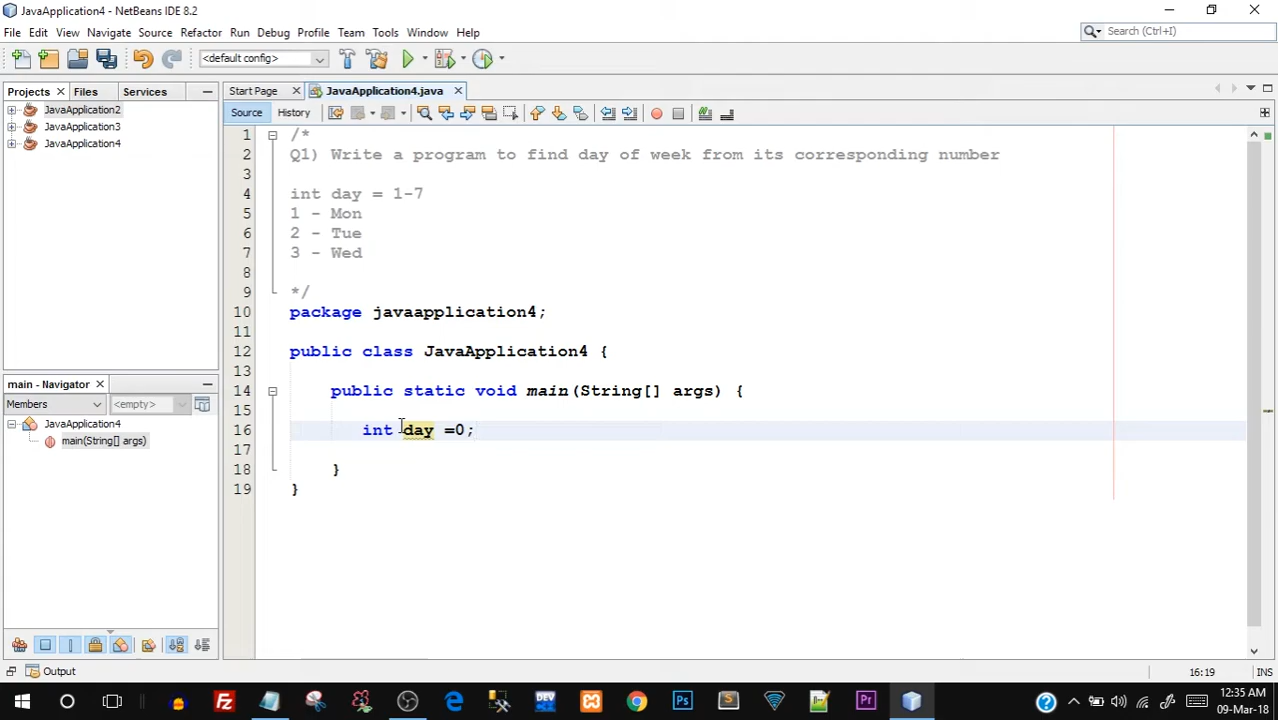 JavaApplication4 - NetBeans IDE 8.2
File Edit View Navigate Source Refactor Run Debug Profile Team Tools Window Help
Search (Ctrl+I)
<default config>
Projects Files Services
Start Page JavaApplication4.java
JavaApplication2
JavaApplication3
JavaApplication4
Source History
1 /*
2 Q1) Write a program to find day of week from its corresponding number
3
4 int day = 1-7
5 1 - Mon
6 2 - Tue
7 3 - Wed
8
9 */
10 package javaapplication4;
11
12 public class JavaApplication4 {
13
14 public static void main(String[] args) {
15
16 int day =0;
17
18 }
19 }
main - Navigator
Members <empty>
JavaApplication4
main(String[] args)
Output
16:19 INS
DEV
Ps
S
Pr
12:35 AM
09-Mar-18